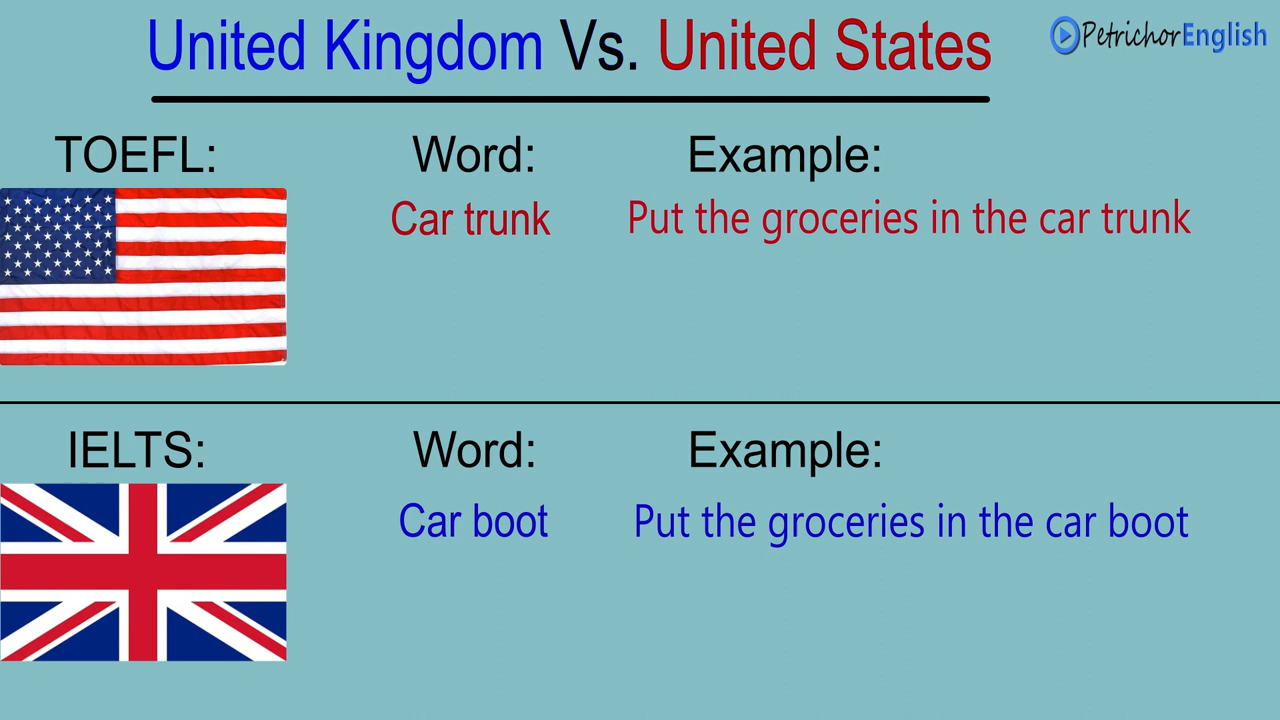 United Kingdom Vs. United States
PetrichorEnglish
TOEFL: Word: Example:
Car trunk Put the groceries in the car trunk
IELTS: Word: Example:
Car boot Put the groceries in the car boot